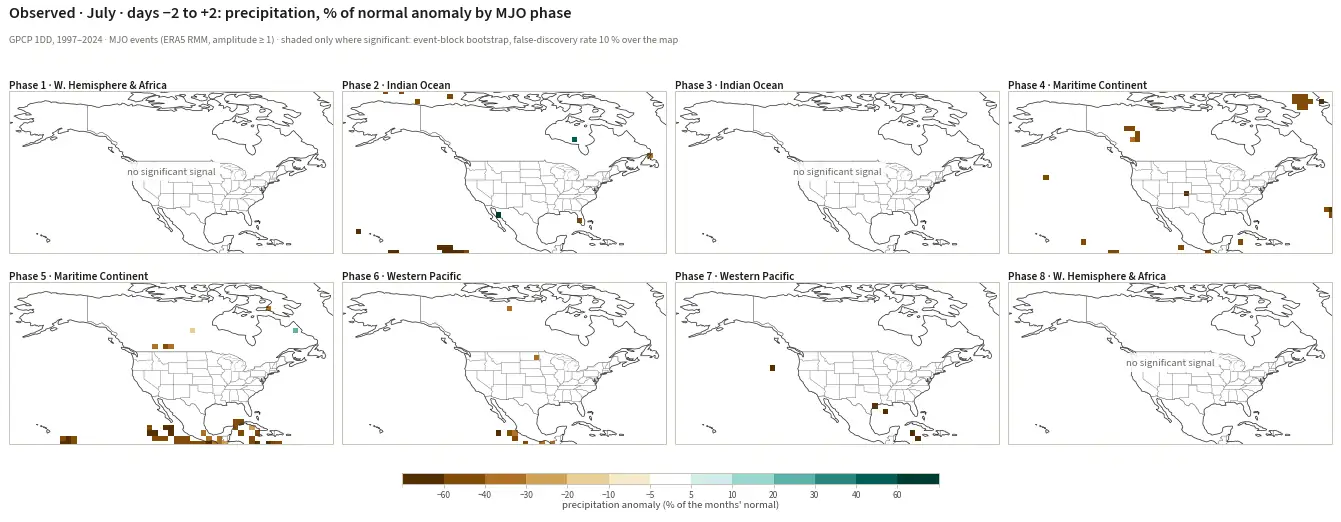 Observed · July · days −2 to +2: precipitation, % of normal anomaly by MJO phase
GPCP 1DD, 1997–2024 · MJO events (ERA5 RMM, amplitude ≥ 1) · shaded only where significant: event-block bootstrap, false-discovery rate 10 % over the map
Phase 1 · W. Hemisphere & Africa
Phase 2 · Indian Ocean
Phase 3 · Indian Ocean
Phase 4 · Maritime Continent
no significant signal
no significant signal
Phase 5 · Maritime Continent
Phase 6 · Western Pacific
Phase 7 · Western Pacific
Phase 8 · W. Hemisphere & Africa
no significant signal
−60 −40 −30 −20 −10 −5 5 10 20 30 40 60
precipitation anomaly (% of the months' normal)